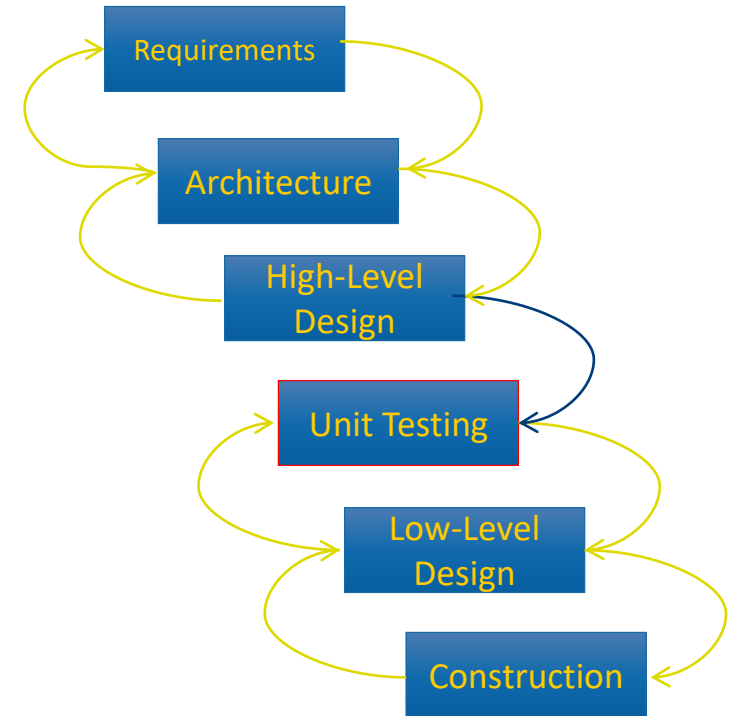 Requirements
Architecture
High-Level
Design
Unit Testing
Low-Level
Design
Construction